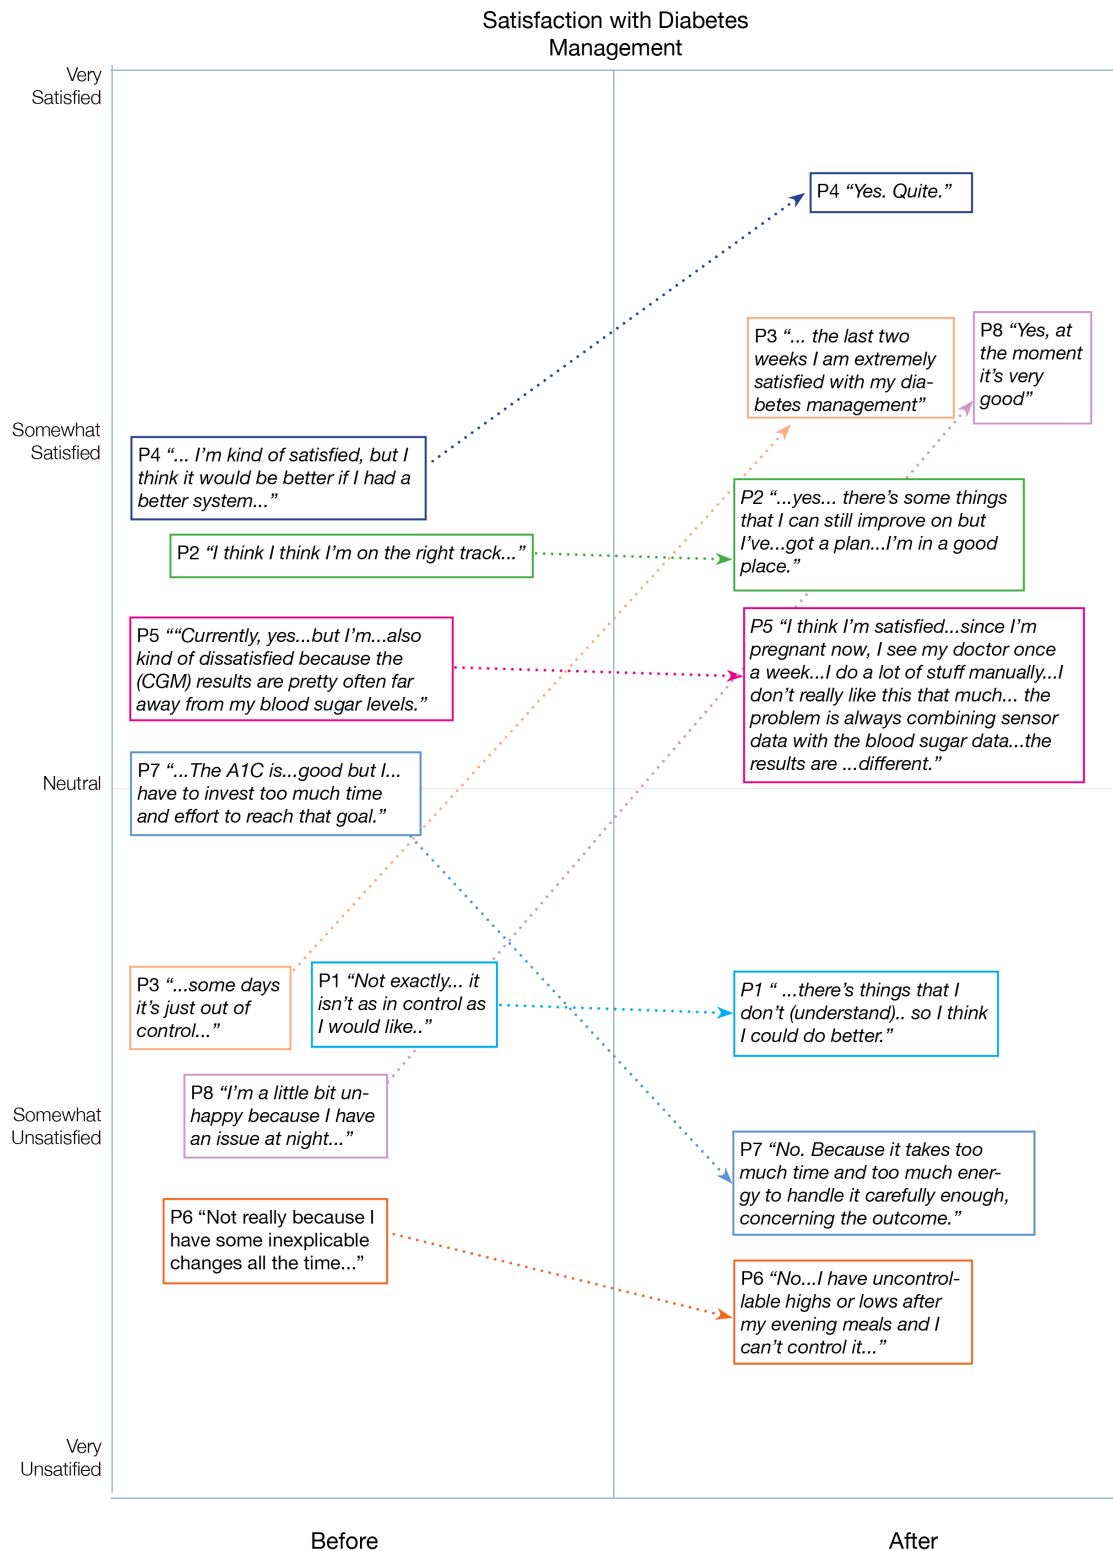 Satisfaction with Diabetes
Management
Very
Satisfied
P4 “Yes. Quite.”
P3 “... the last two
weeks I am extremely
satisfied with my dia-
betes management”
P8 “Yes, at
the moment
it’s very
good”
Somewhat
Satisfied
P4 “... I’m kind of satisfied, but I
think it would be better if I had a
better system...”
P2 “I think I think I’m on the right track...”
P2 “...yes... there’s some things
that I can still improve on but
I’ve...got a plan...I’m in a good
place.”
P5 ““Currently, yes...but I’m...also
kind of dissatisfied because the
(CGM) results are pretty often far
away from my blood sugar levels.”
P5 “I think I’m satisfied...since I’m
pregnant now, I see my doctor once
a week...I do a lot of stuff manually...I
don’t really like this that much... the
problem is always combining sensor
data with the blood sugar data...the
results are ...different.”
Neutral
P7 “...The A1C is...good but I...
have to invest too much time
and effort to reach that goal.”
P3 “...some days
it’s just out of
control...”
P1 “Not exactly... it
isn’t as in control as
I would like..”
P1 “ ...there’s things that I
don’t (understand).. so I think
I could do better.”
Somewhat
Unsatisfied
P8 “I’m a little bit un-
happy because I have
an issue at night...”
P7 “No. Because it takes too
much time and too much ener-
gy to handle it carefully enough,
concerning the outcome.”
P6 “Not really because I
have some inexplicable
changes all the time...”
P6 “No...I have uncontrol-
lable highs or lows after
my evening meals and I
can’t control it...”
Very
Unsatified
Before
After